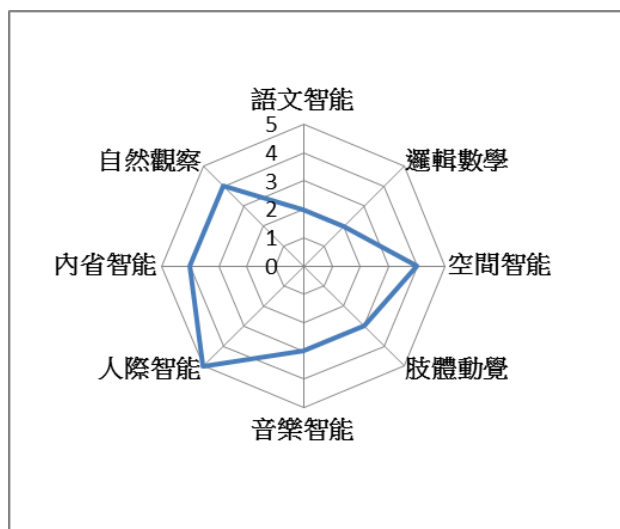 語文智能
5
自然觀察
4
邏輯數學
3
2
1
內省智能
0
空間智能
人際智能
肢體動覺
音樂智能